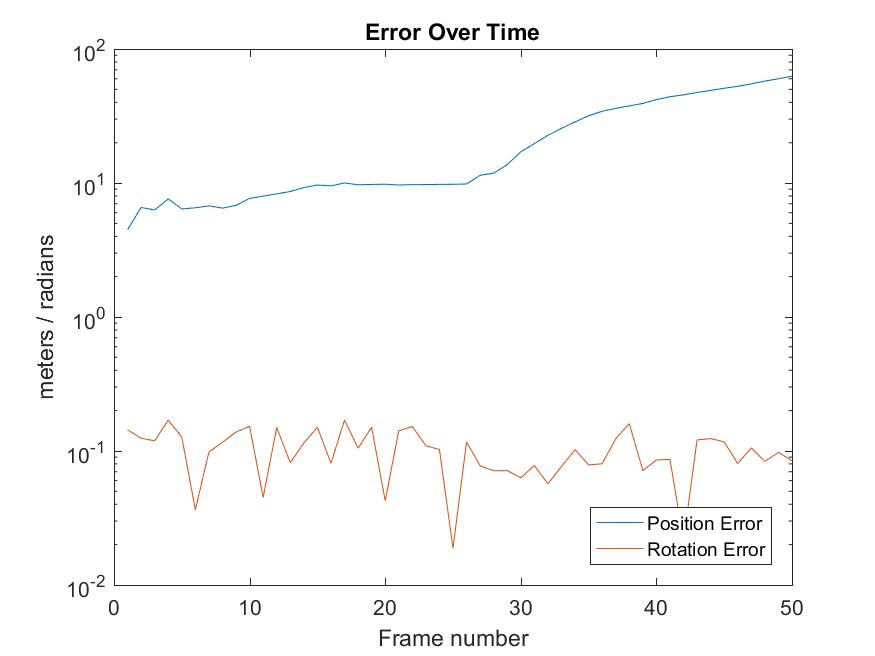 Error Over Time
10^2
10^1
10^0
10^-1
10^-2
meters / radians
0
10
20
30
40
50
Frame number
Position Error
Rotation Error